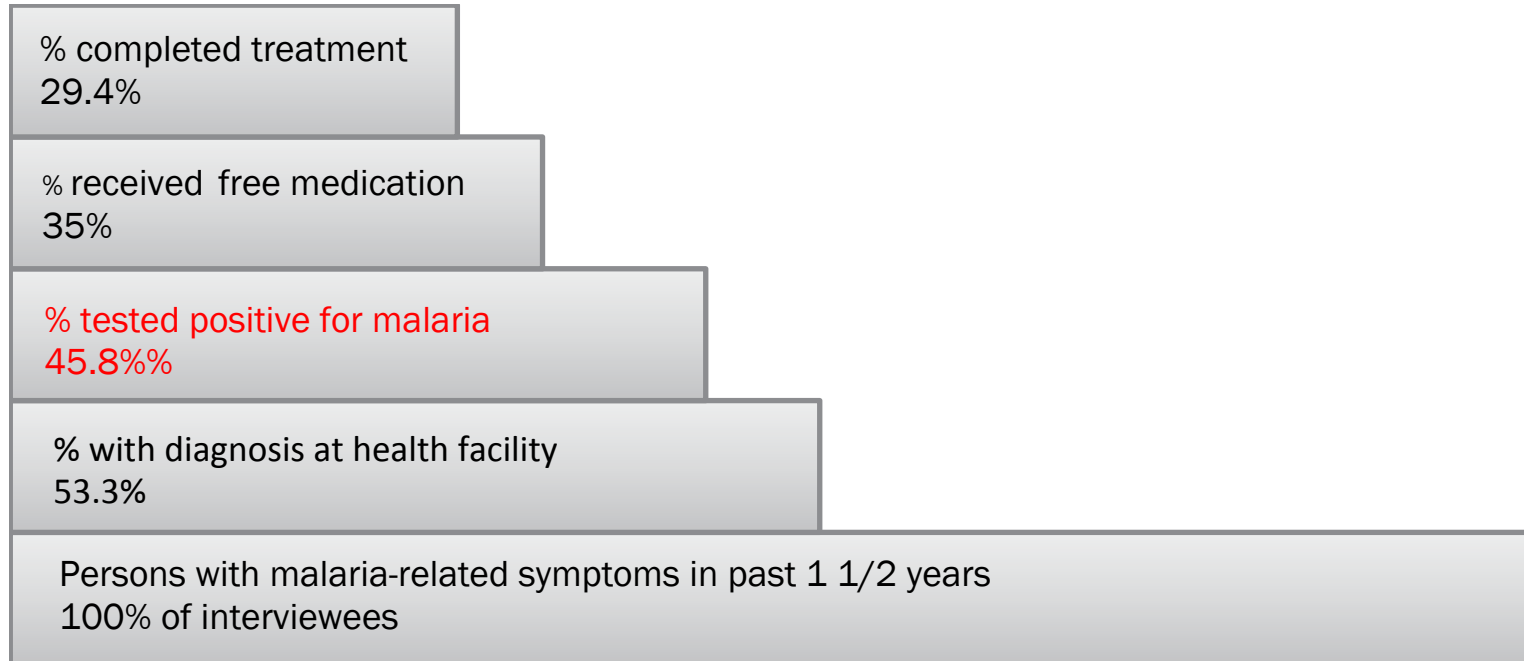 % completed treatment
29.4%
% received free medication
35%
% tested positive for malaria
45.8%%
% with diagnosis at health facility
53.3%
Persons with malaria-related symptoms in past 1 1/2 years
100% of interviewees